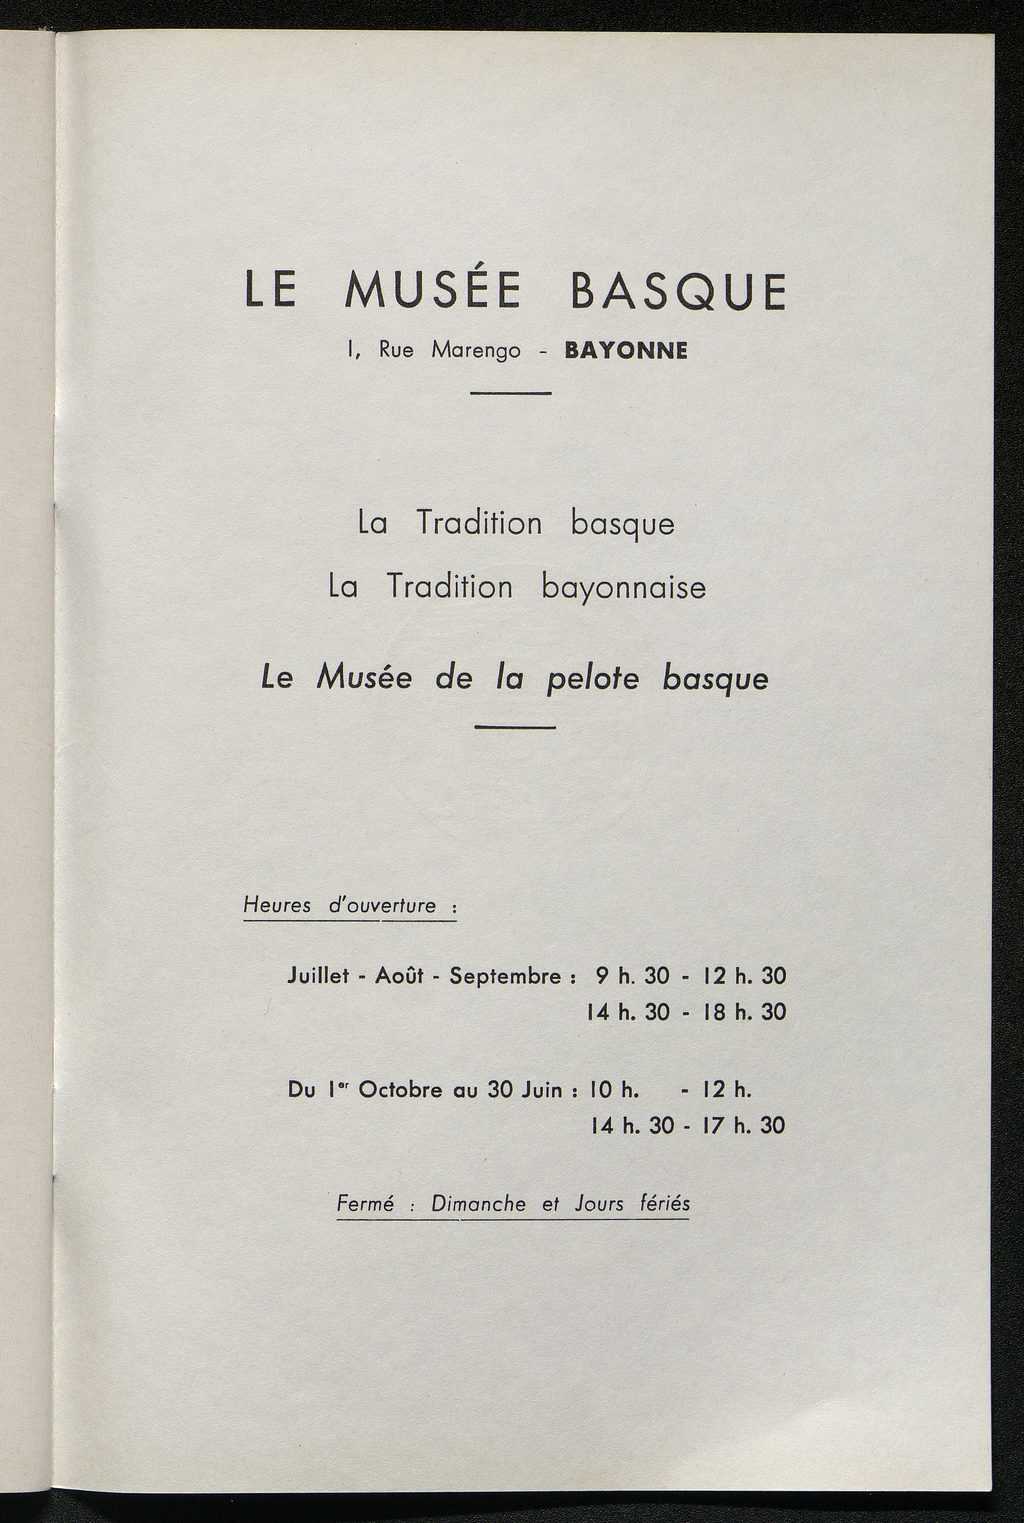 LE MUSÉE BASQUE
1, Rue Marengo - BAYONNE
La Tradition basque
La Tradition bayonnaise
Le Musée de la pelote basque
Heures d'ouverture :
Juillet - Août - Septembre : 9 h. 30 - 12 h. 30
14 h. 30 - 18 h. 30
Du 1er Octobre au 30 Juin : 10 h. - 12 h.
14 h. 30 - 17 h. 30
Fermé : Dimanche et Jours fériés